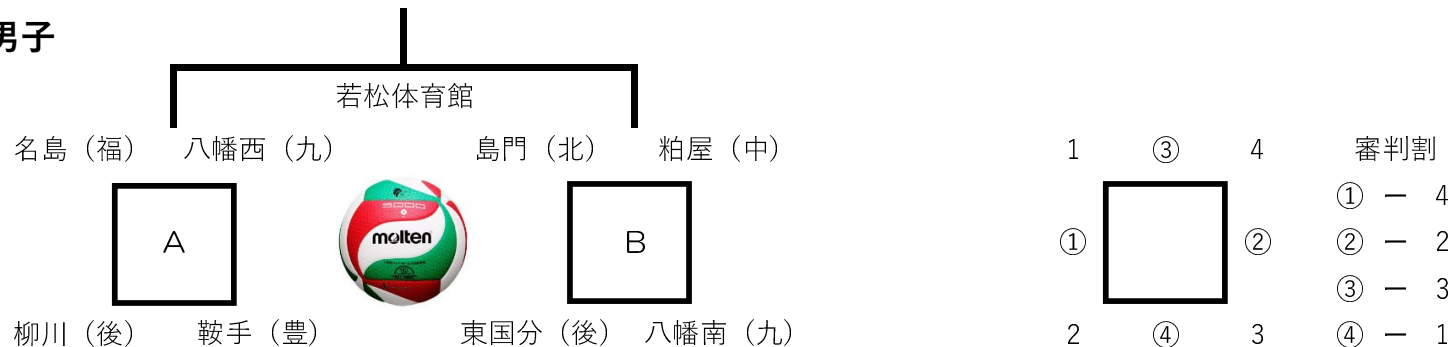 男子
若松体育館
名島（福） 八幡西（九） 島門（北） 粕屋（中） 1 ③ 4 審判割
① ー 4
5000
molten
A B ① ② ② ー 2
③ ー 3
柳川（後） 鞍手（豊） 東国分（後） 八幡南（九） 2 ④ 3 ④ ー 1